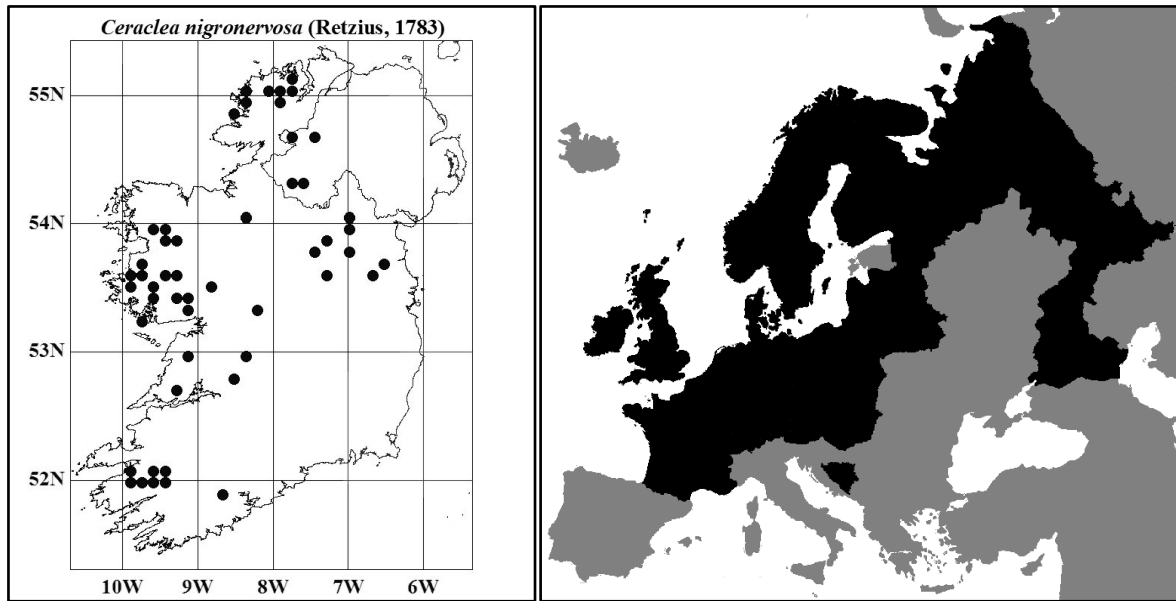 Ceraclea nigronervosa (Retzius, 1783)
55N
54N
53N
52N
10W 9W 8W 7W 6W